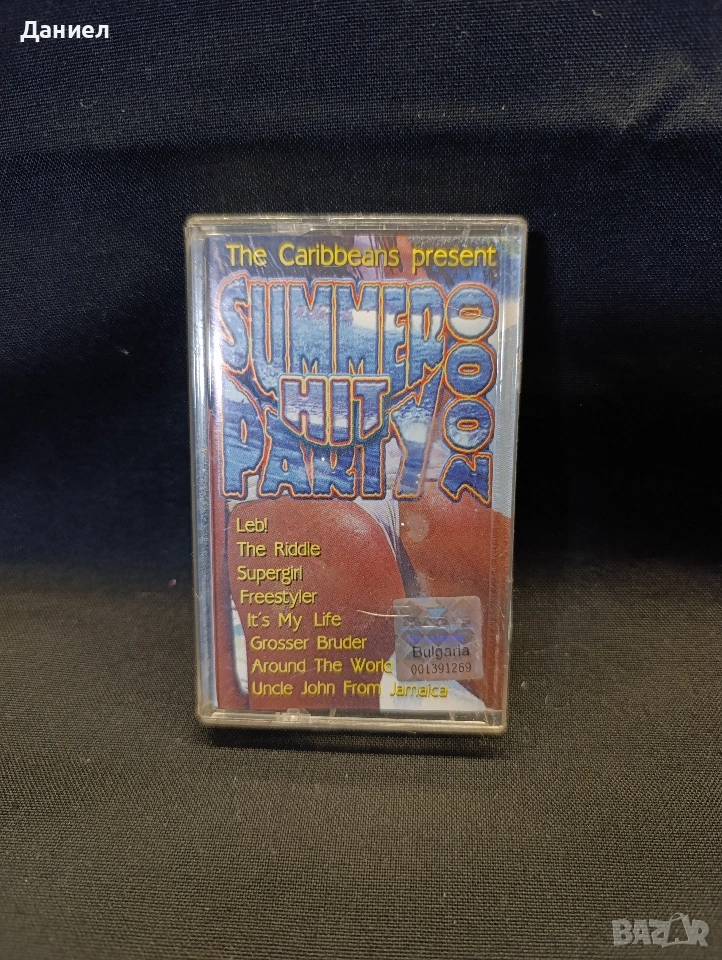 Даниел
The Caribbeans present
SUMMER
HIT
PARTY
2000
Leb!
The Riddle
Supergirl
Freestyler
It's My Life
Grosser Bruder
Around The World
Uncle John From Jamaica
Bulgaria
001391269
BAZAR